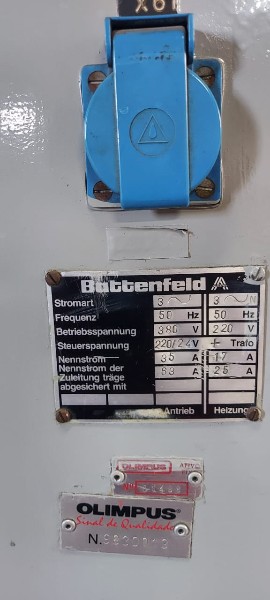 Battenfeld
Stromart 3 ~ 3 ~ N
Frequenz 50 Hz 50 Hz
Betriebsspannung 380 V 220 V
Steuerspannung 220/24V + Trafo
Nennstrom 35 A 17 A
Nennstrom der
Zuleitung träge 63 A 25 A
abgesichert mit
Antrieb Heizung
OLIMPUS
OLIMPUS
Sinal de Qualidade
N.